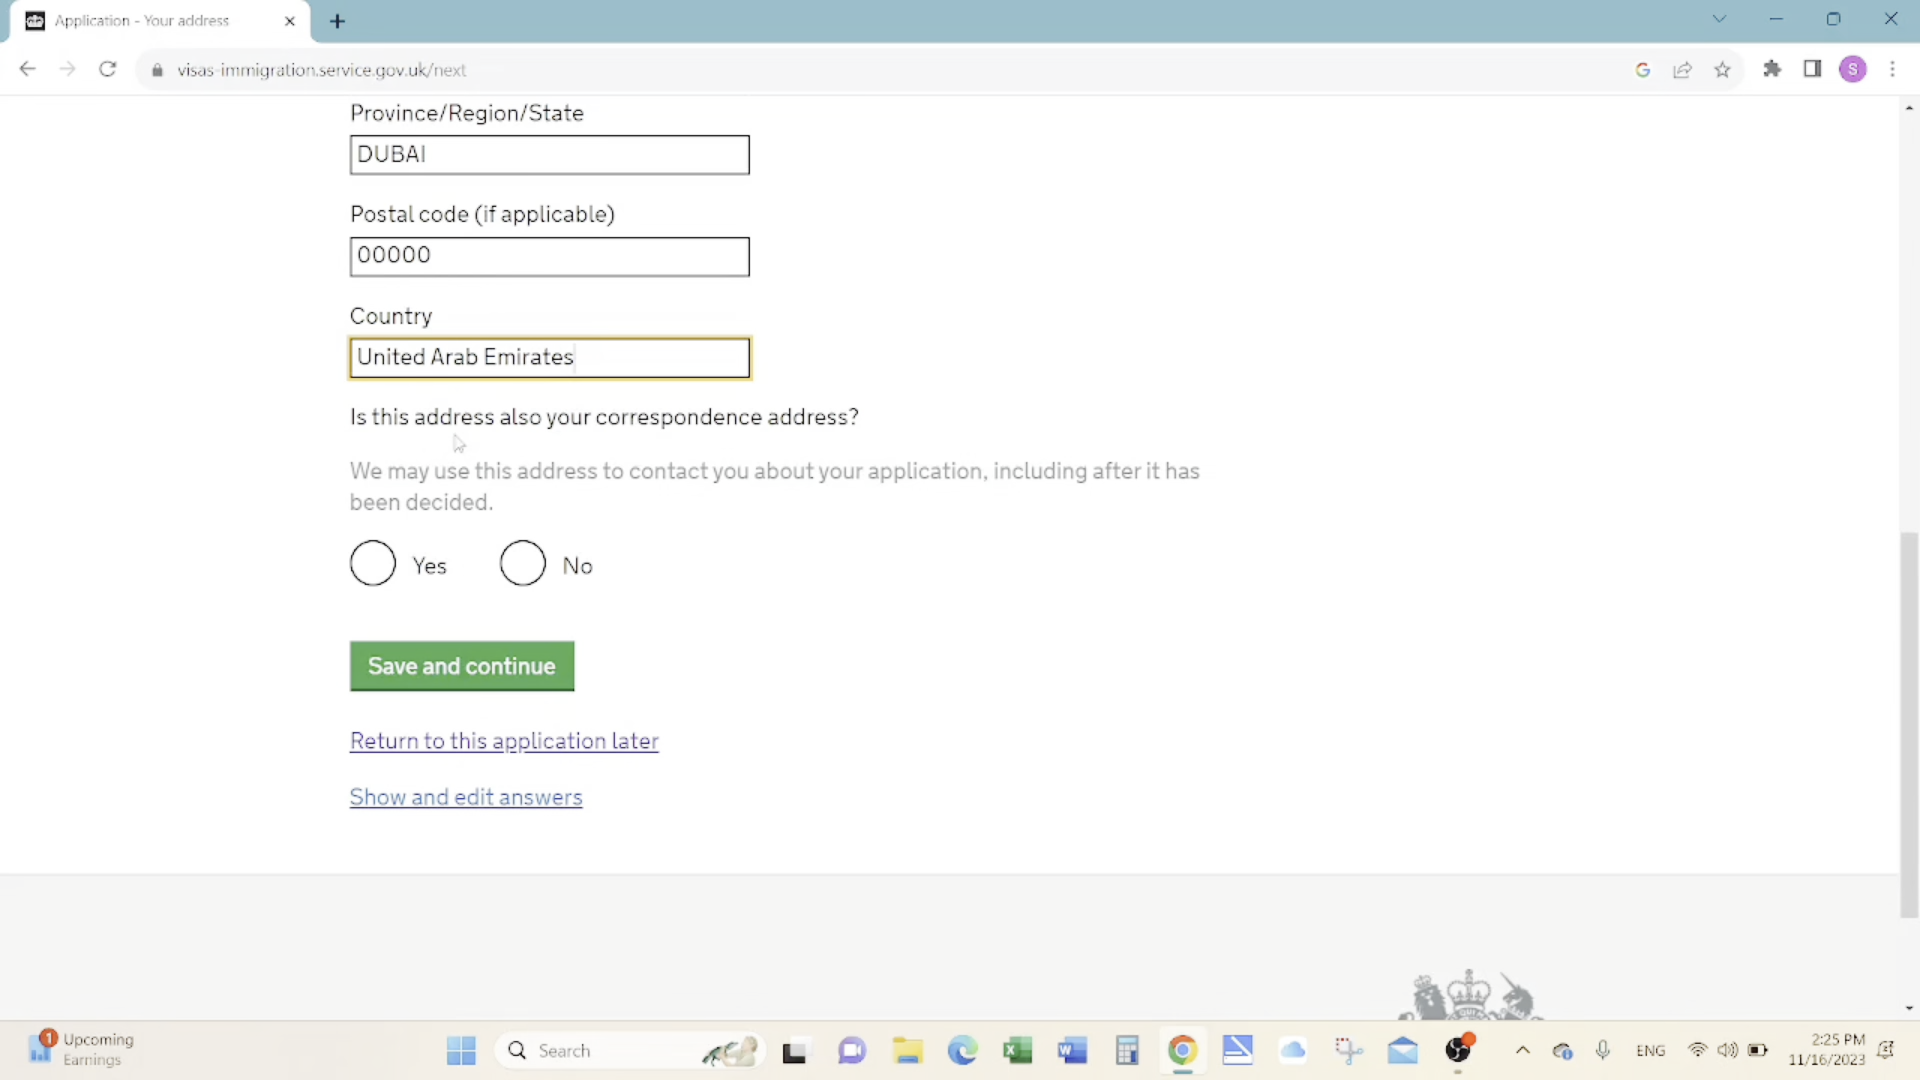 Application - Your address
visas-immigration.service.gov.uk/next
S
Province/Region/State
DUBAI
Postal code (if applicable)
00000
Country
United Arab Emirates
Is this address also your correspondence address?
We may use this address to contact you about your application, including after it has
been decided.
Yes No
Save and continue
Return to this application later
Show and edit answers
1 Upcoming
Earnings
Search
ENG
2:25 PM
11/16/2023